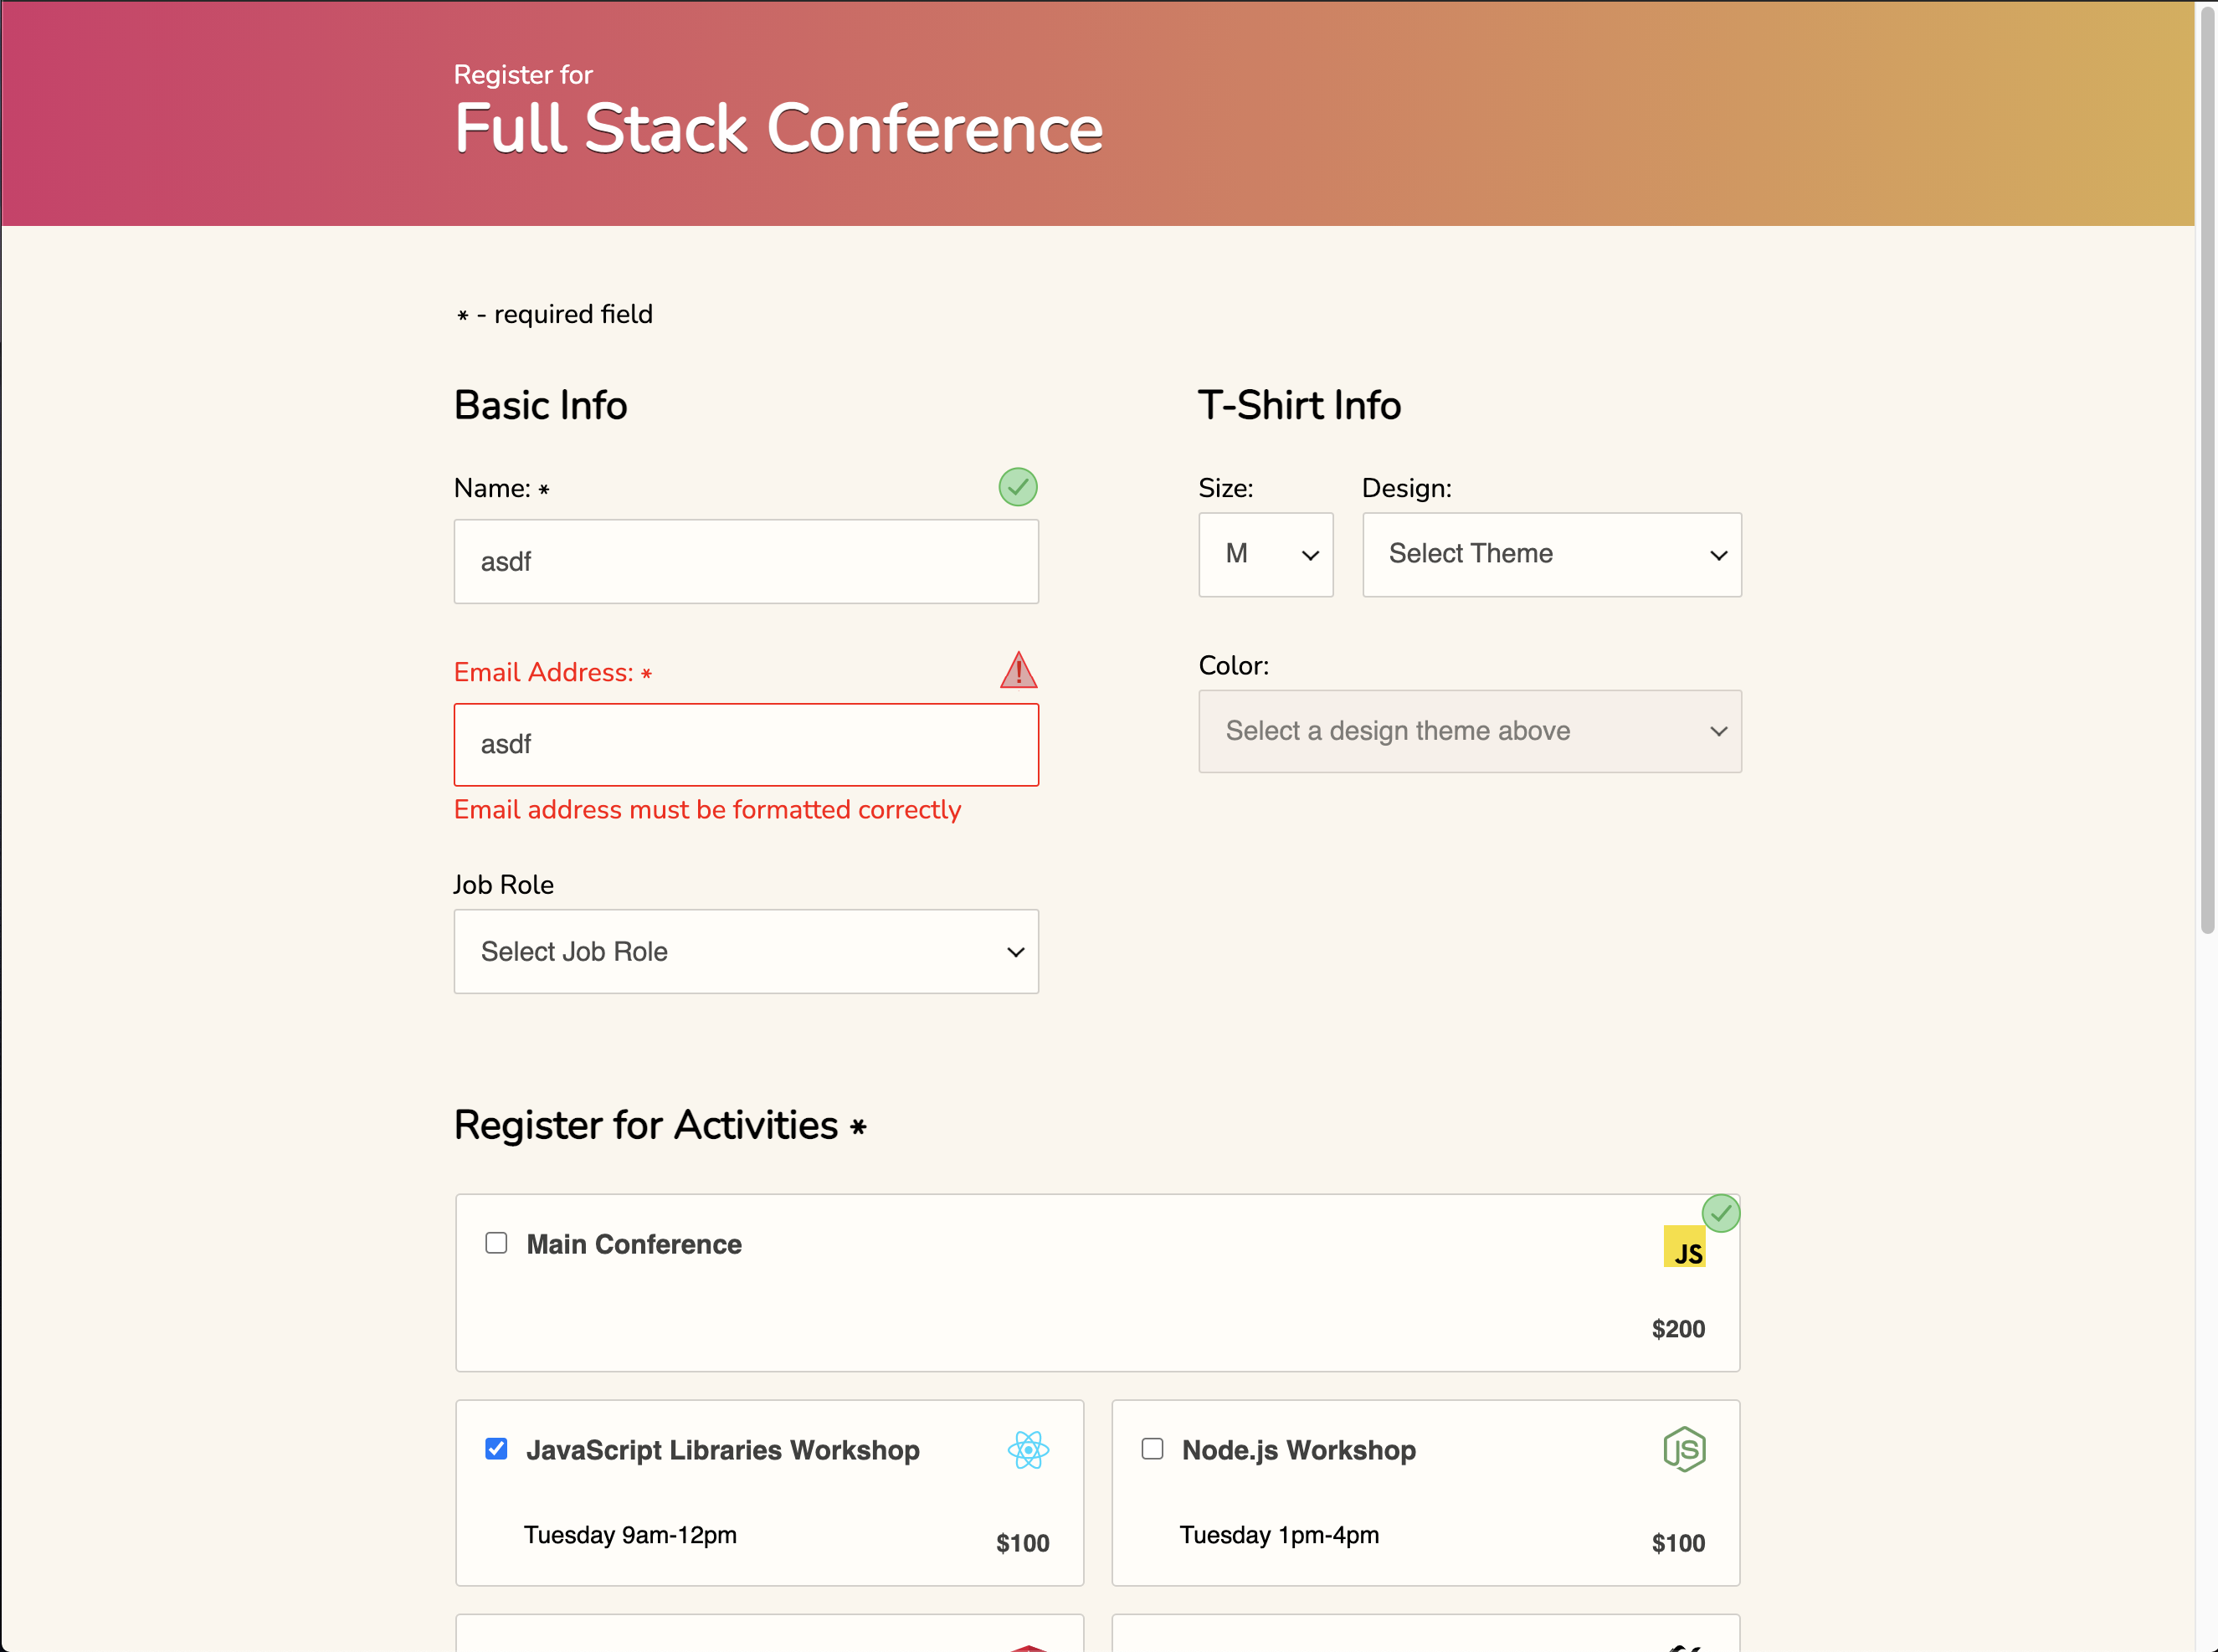 Register for
Full Stack Conference
* - required field
Basic Info
Name: *
asdf
Email Address: *
asdf
Email address must be formatted correctly
Job Role
Select Job Role
T-Shirt Info
Size:
M
Design:
Select Theme
Color:
Select a design theme above
Register for Activities *
Main Conference
JS
$200
JavaScript Libraries Workshop
Tuesday 9am-12pm
$100
Node.js Workshop
JS
Tuesday 1pm-4pm
$100